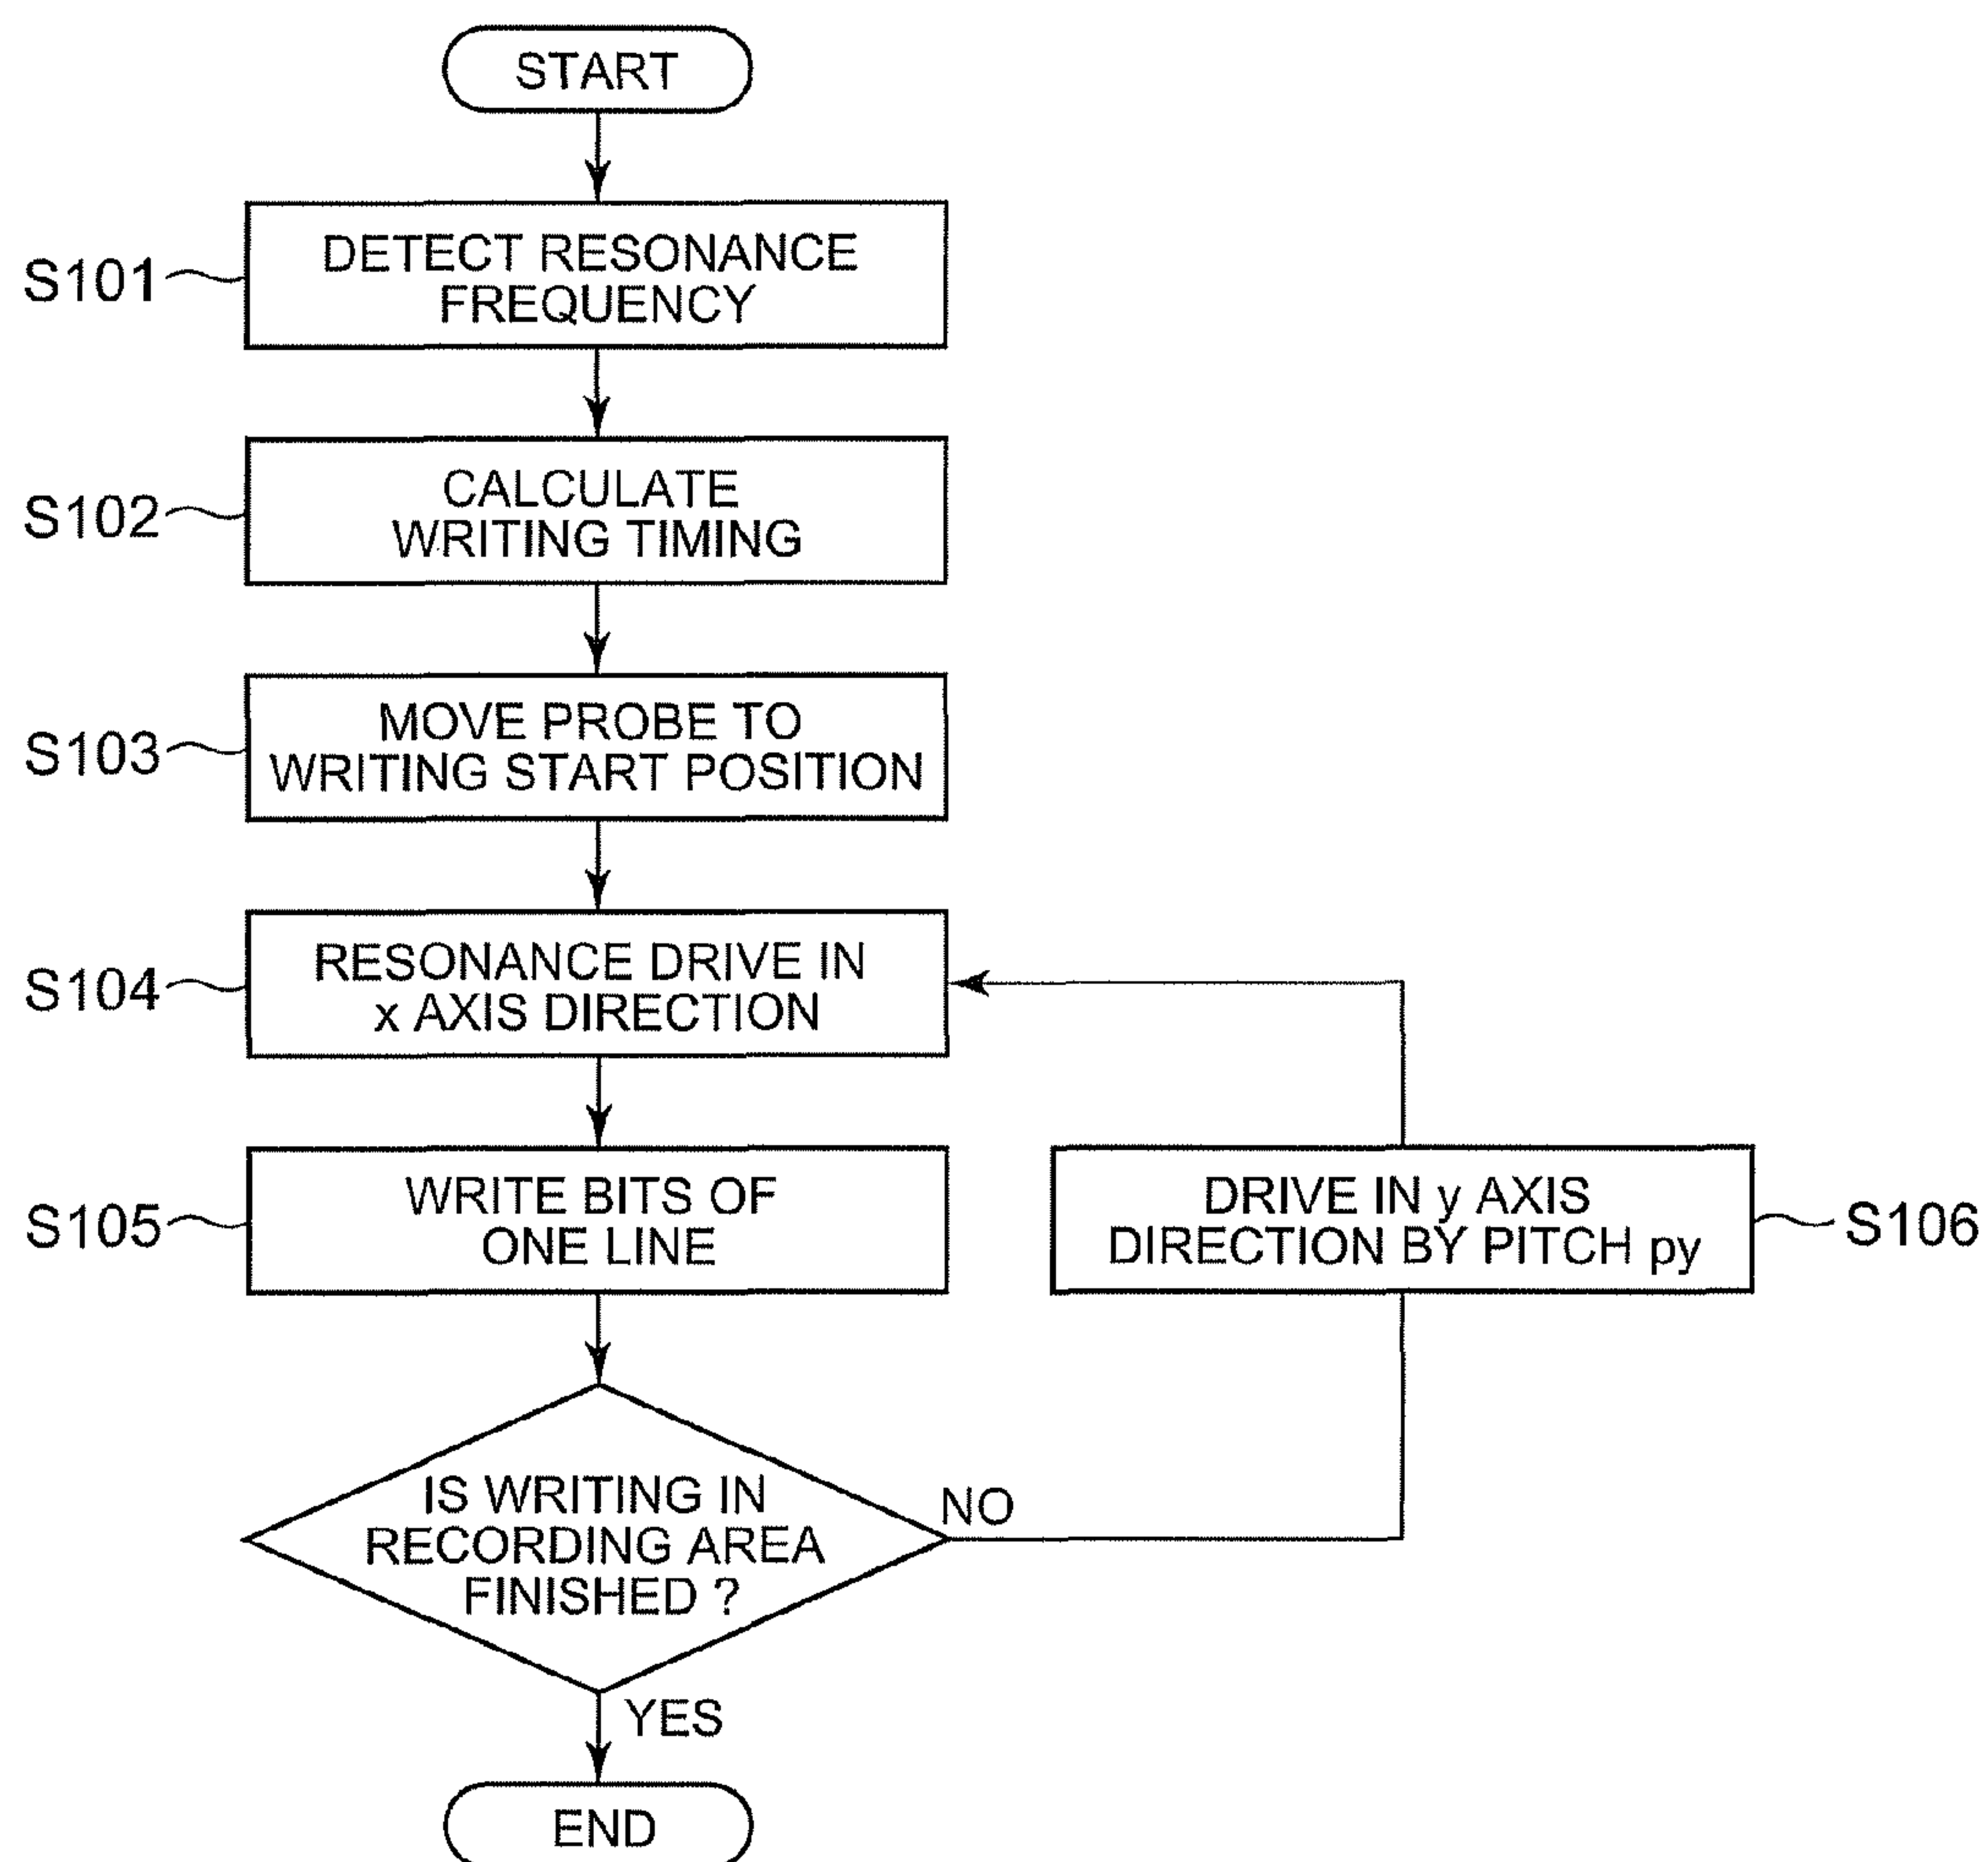 START
S101
DETECT RESONANCE
FREQUENCY
S102
CALCULATE
WRITING TIMING
S103
MOVE PROBE TO
WRITING START POSITION
S104
RESONANCE DRIVE IN
x AXIS DIRECTION
S105
WRITE BITS OF
ONE LINE
DRIVE IN y AXIS
DIRECTION BY PITCH py
S106
IS WRITING IN
RECORDING AREA
FINISHED ?
NO
YES
END